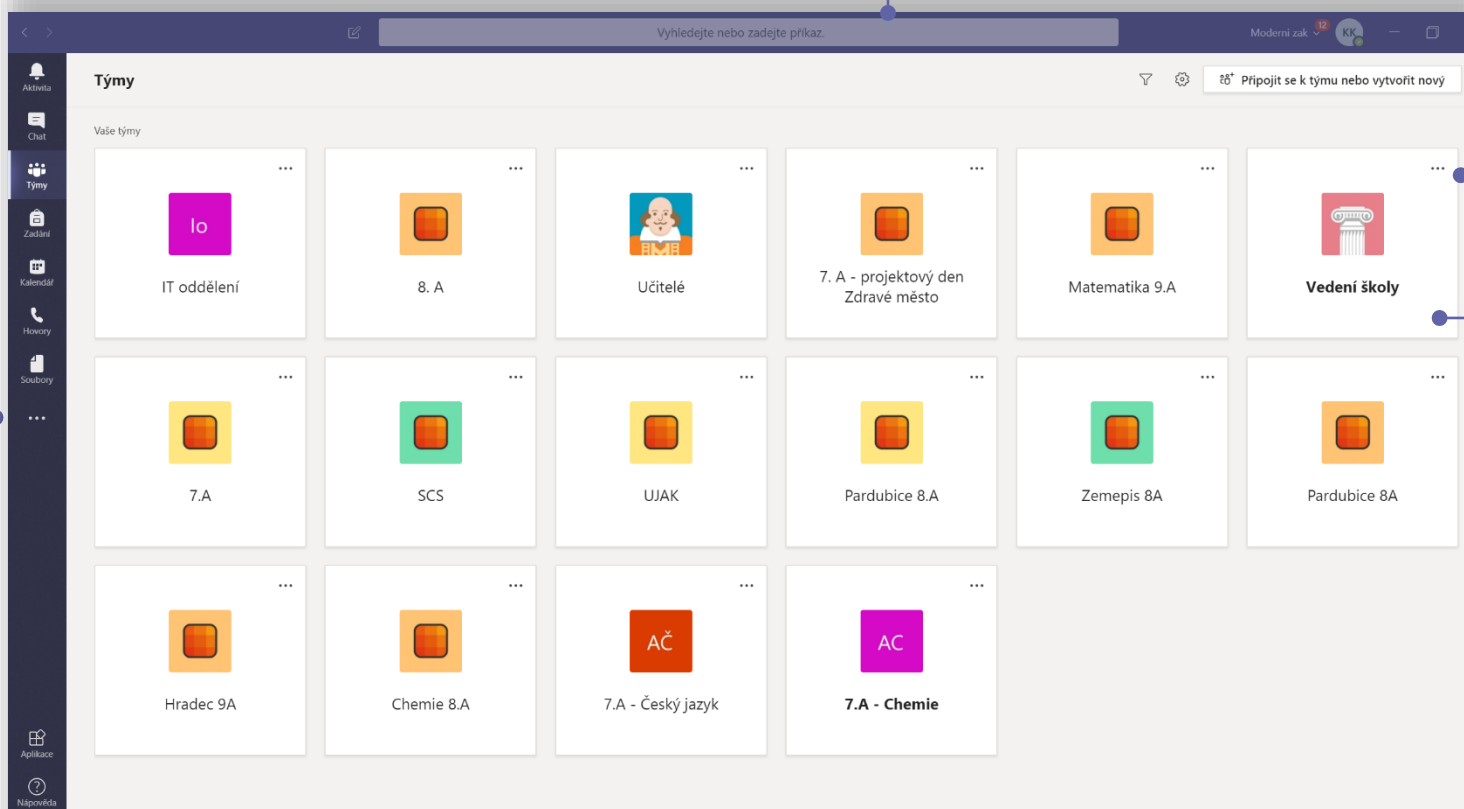 Vyhledejte nebo zadejte příkaz.
Moderni zak
12
KK
Aktivita
Chat
Týmy
Zadání
Kalendář
Hovory
Soubory
Aplikace
Nápověda
Týmy
Připojit se k týmu nebo vytvořit nový
Vaše týmy
Io
IT oddělení
8. A
Učitelé
7. A - projektový den
Zdravé město
Matematika 9.A
Vedení školy
7.A
SCS
UJAK
Pardubice 8.A
Zemepis 8A
Pardubice 8A
Hradec 9A
Chemie 8.A
AČ
7.A - Český jazyk
AC
7.A - Chemie